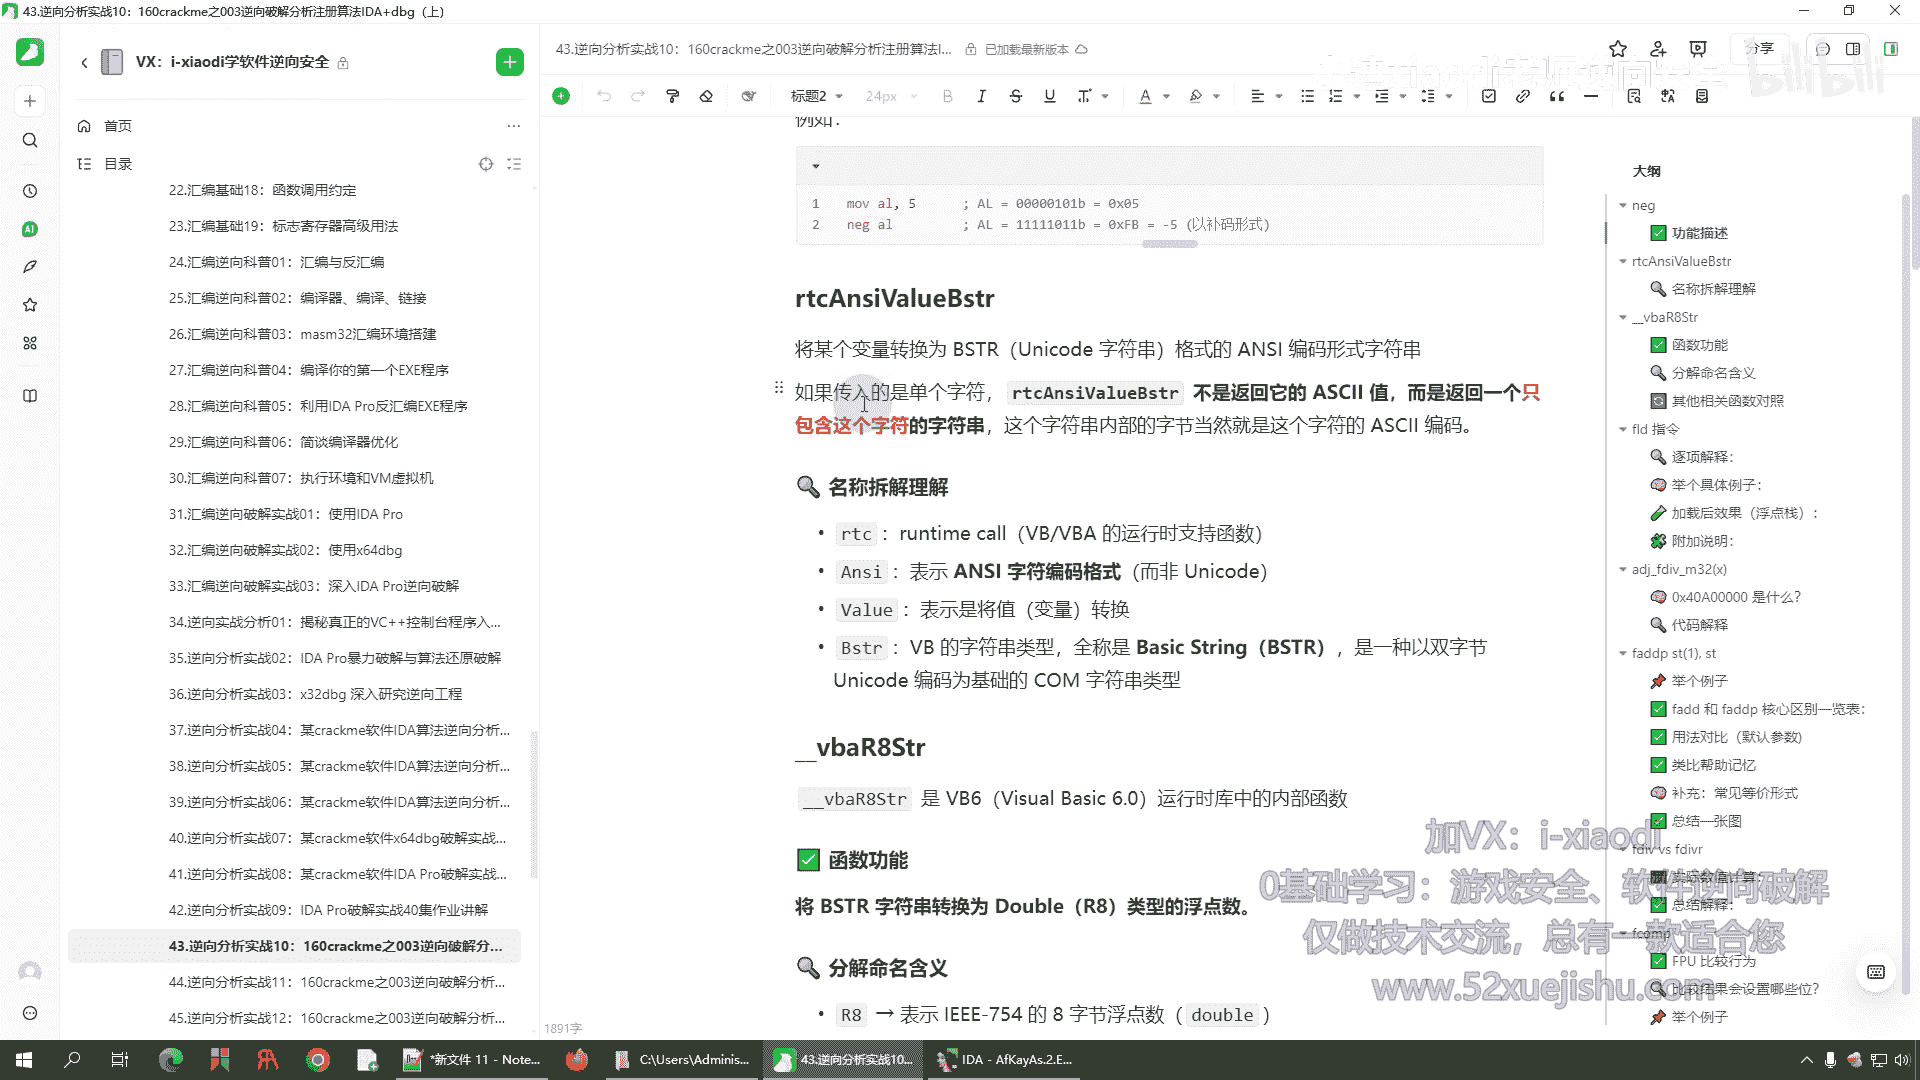 43.逆向分析实战10：160crackme之003逆向破解分析注册算法IDA+dbg（上）
VX：i-xiaodi学软件逆向安全
首页
目录
22.汇编基础18：函数调用约定
23.汇编基础19：标志寄存器高级用法
24.汇编逆向科普01：汇编与反汇编
25.汇编逆向科普02：编译器、编译、链接
26.汇编逆向科普03：masm32汇编环境搭建
27.汇编逆向科普04：编译你的第一个EXE程序
28.汇编逆向科普05：利用IDA Pro反汇编EXE程序
29.汇编逆向科普06：简谈编译器优化
30.汇编逆向科普07：执行环境和VM虚拟机
31.汇编逆向破解实战01：使用IDA Pro
32.汇编逆向破解实战02：使用x64dbg
33.汇编逆向破解实战03：深入IDA Pro逆向破解
34.逆向实战分析01：揭秘真正的VC++控制台程序入...
35.逆向分析实战02：IDA Pro暴力破解与算法还原破解
36.逆向分析实战03：x32dbg 深入研究逆向工程
37.逆向分析实战04：某crackme软件IDA算法逆向分析...
38.逆向分析实战05：某crackme软件IDA算法逆向分析...
39.逆向分析实战06：某crackme软件IDA算法逆向分析...
40.逆向分析实战07：某crackme软件x64dbg破解实战...
41.逆向分析实战08：某crackme软件IDA Pro破解实战...
42.逆向分析实战09：IDA Pro破解实战40集作业讲解
43.逆向分析实战10：160crackme之003逆向破解分...
44.逆向分析实战11：160crackme之003逆向破解分析...
45.逆向分析实战12：160crackme之003逆向破解分析...
43.逆向分析实战10：160crackme之003逆向破解分析注册算法I...
已加载最新版本
分享
bilibili
标题2
24px
例如：
1 mov al, 5 ; AL = 00000101b = 0x05
2 neg al ; AL = 11111011b = 0xFB = -5 (以补码形式)
rtcAnsiValueBstr
将某个变量转换为 BSTR（Unicode 字符串）格式的 ANSI 编码形式字符串
如果传入的是单个字符， rtcAnsiValueBstr 不是返回它的 ASCII 值，而是返回一个只
包含这个字符的字符串，这个字符串内部的字节当然就是这个字符的 ASCII 编码。
🔍 名称拆解理解
• rtc ：runtime call（VB/VBA 的运行时支持函数）
• Ansi ：表示 ANSI 字符编码格式（而非 Unicode）
• Value ：表示是将值（变量）转换
• Bstr ：VB 的字符串类型，全称是 Basic String（BSTR），是一种以双字节
Unicode 编码为基础的 COM 字符串类型
__vbaR8Str
__vbaR8Str 是 VB6（Visual Basic 6.0）运行时库中的内部函数
✅ 函数功能
将 BSTR 字符串转换为 Double（R8）类型的浮点数。
🔍 分解命名含义
• R8 → 表示 IEEE-754 的 8 字节浮点数（ double ）
1891字
大纲
neg
✅ 功能描述
rtcAnsiValueBstr
🔍 名称拆解理解
__vbaR8Str
✅ 函数功能
🔍 分解命名含义
🔄 其他相关函数对照
fld 指令
🔍 逐项解释：
🧠 举个具体例子：
🧪 加载后效果（浮点栈）：
🧩 附加说明：
adj_fdiv_m32(x)
🧠 0x40A00000 是什么？
🔍 代码解释
faddp st(1), st
📌 举个例子
✅ fadd 和 faddp 核心区别一览表：
✅ 用法对比（默认参数)
✅ 类比帮助记忆
🧠 补充：常见等价形式
✅ 总结一张图
fdiv vs fdivr
✅ 总结解释：
fcomp
✅ FPU 比较行为
🔍 比较结果会设置哪些位？
📌 举个例子
加VX：i-xiaodi
0基础学习：游戏安全、软件逆向破解
仅做技术交流，总有一款适合您
www.52xuejishu.com
*新文件 11 - Note...
C:\Users\Adminis...
43.逆向分析实战10...
IDA - AfKayAs.2.E...